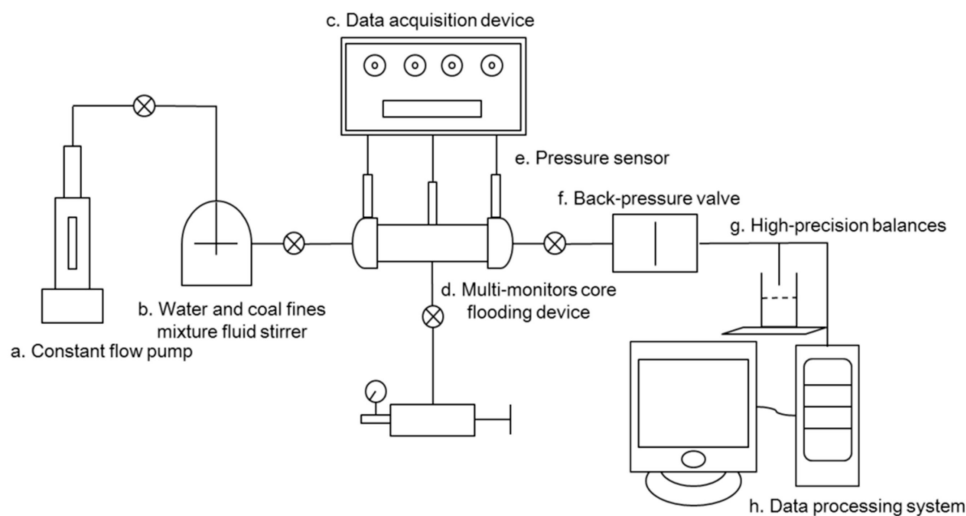 c. Data acquisition device
e. Pressure sensor
f. Back-pressure valve
g. High-precision balances
d. Multi-monitors core
flooding device
b. Water and coal fines
mixture fluid stirrer
a. Constant flow pump
h. Data processing system